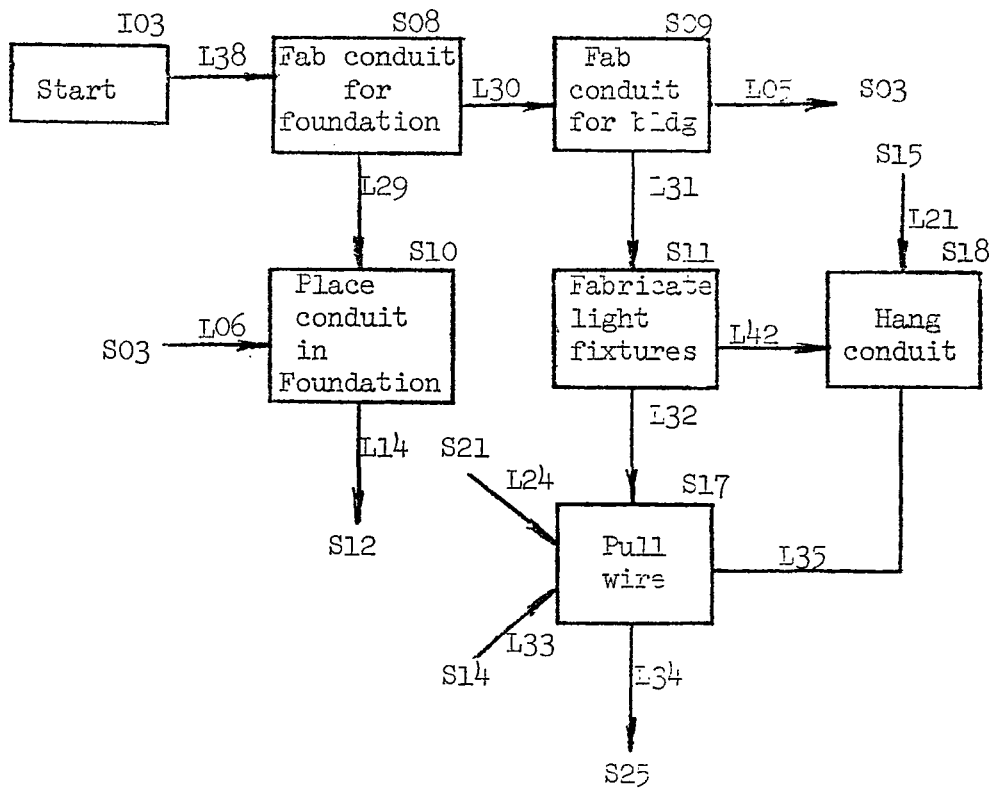 I03
S08
S09
Start
L38
Fab conduit
for
foundation
L30
Fab
conduit
for bldg
L05
S03
L29
L31
S15
L21
S10
S11
S18
S03
L06
Place
conduit
in
Foundation
Fabricate
light
fixtures
L42
Hang
conduit
L14
S12
L32
S21
L24
S17
Pull
wire
L35
L33
S14
L34
S25